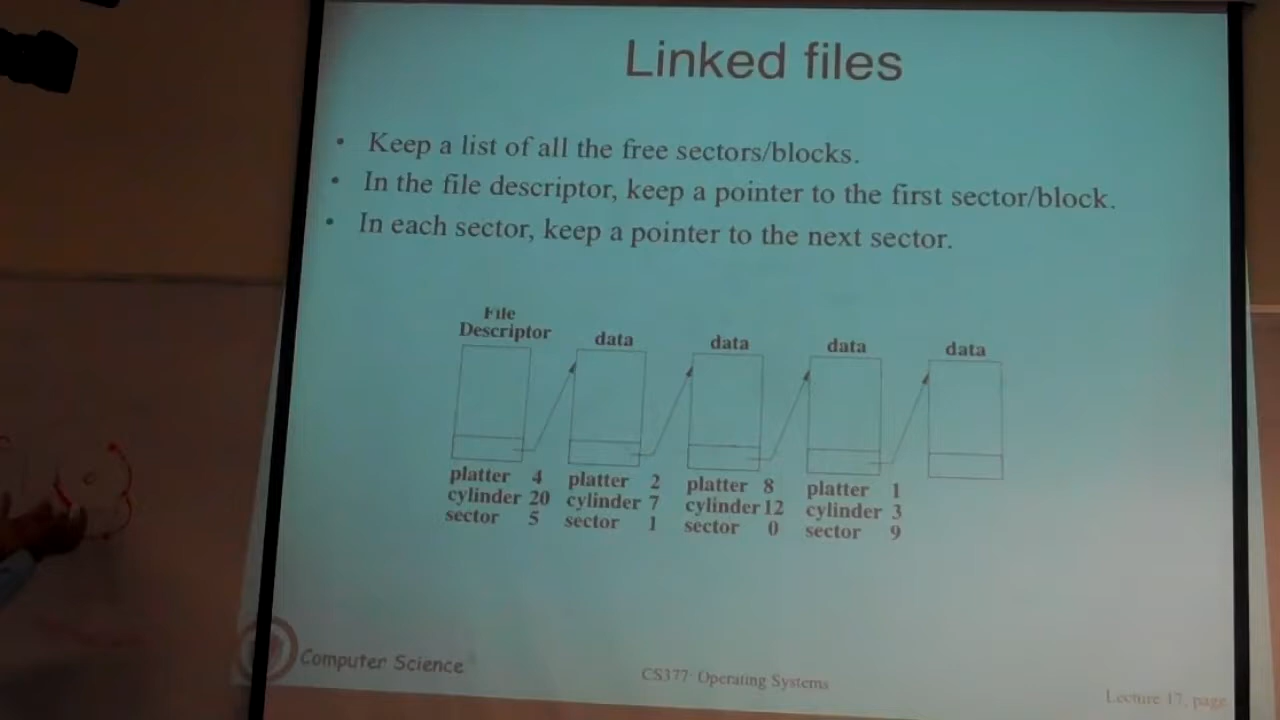 Linked files
• Keep a list of all the free sectors/blocks.
• In the file descriptor, keep a pointer to the first sector/block.
• In each sector, keep a pointer to the next sector.
File
Descriptor
data
data
data
data
platter 4
cylinder 20
sector 5
platter 2
cylinder 7
sector 1
platter 8
cylinder 12
sector 0
platter 1
cylinder 3
sector 9
Computer Science
CS377: Operating Systems
Lecture 17, page